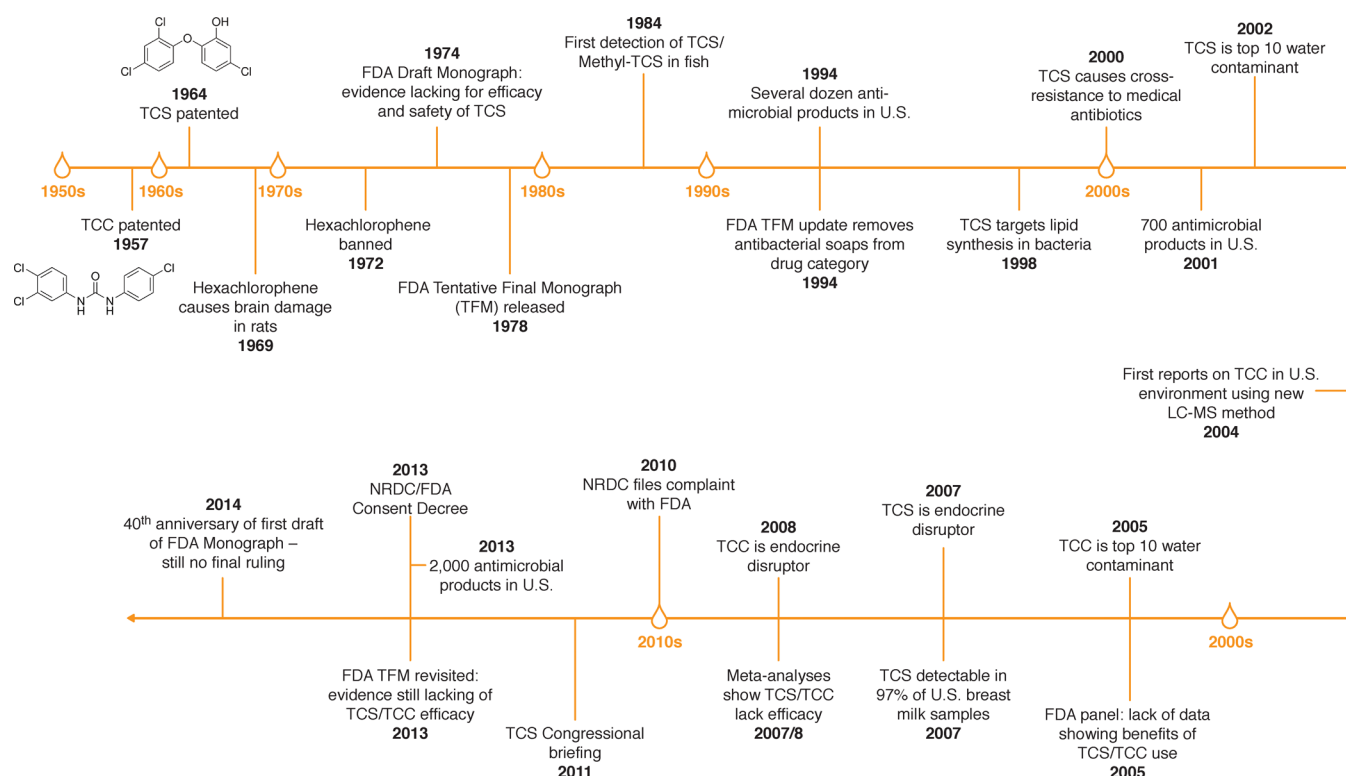 Cl
OH
O
Cl
Cl
1964
TCS patented
1974
FDA Draft Monograph:
evidence lacking for efficacy
and safety of TCS
1984
First detection of TCS/
Methyl-TCS in fish
1994
Several dozen anti-
microbial products in U.S.
2000
TCS causes cross-
resistance to medical
antibiotics
2002
TCS is top 10 water
contaminant
1950s
1960s
1970s
1980s
1990s
2000s
TCC patented
1957
Cl
Cl
O
N
H
N
H
Cl
Hexachlorophene
causes brain damage
in rats
1969
Hexachlorophene
banned
1972
FDA Tentative Final Monograph
(TFM) released
1978
FDA TFM update removes
antibacterial soaps from
drug category
1994
TCS targets lipid
synthesis in bacteria
1998
700 antimicrobial
products in U.S.
2001
First reports on TCC in U.S.
environment using new
LC-MS method
2004
2014
40th anniversary of first draft
of FDA Monograph –
still no final ruling
2013
NRDC/FDA
Consent Decree
2013
2,000 antimicrobial
products in U.S.
2010
NRDC files complaint
with FDA
2008
TCC is endocrine
disruptor
2007
TCS is endocrine
disruptor
2005
TCC is top 10 water
contaminant
2010s
2000s
FDA TFM revisited:
evidence still lacking of
TCS/TCC efficacy
2013
TCS Congressional
briefing
2011
Meta-analyses
show TCS/TCC
lack efficacy
2007/8
TCS detectable in
97% of U.S. breast
milk samples
2007
FDA panel: lack of data
showing benefits of
TCS/TCC use
2005